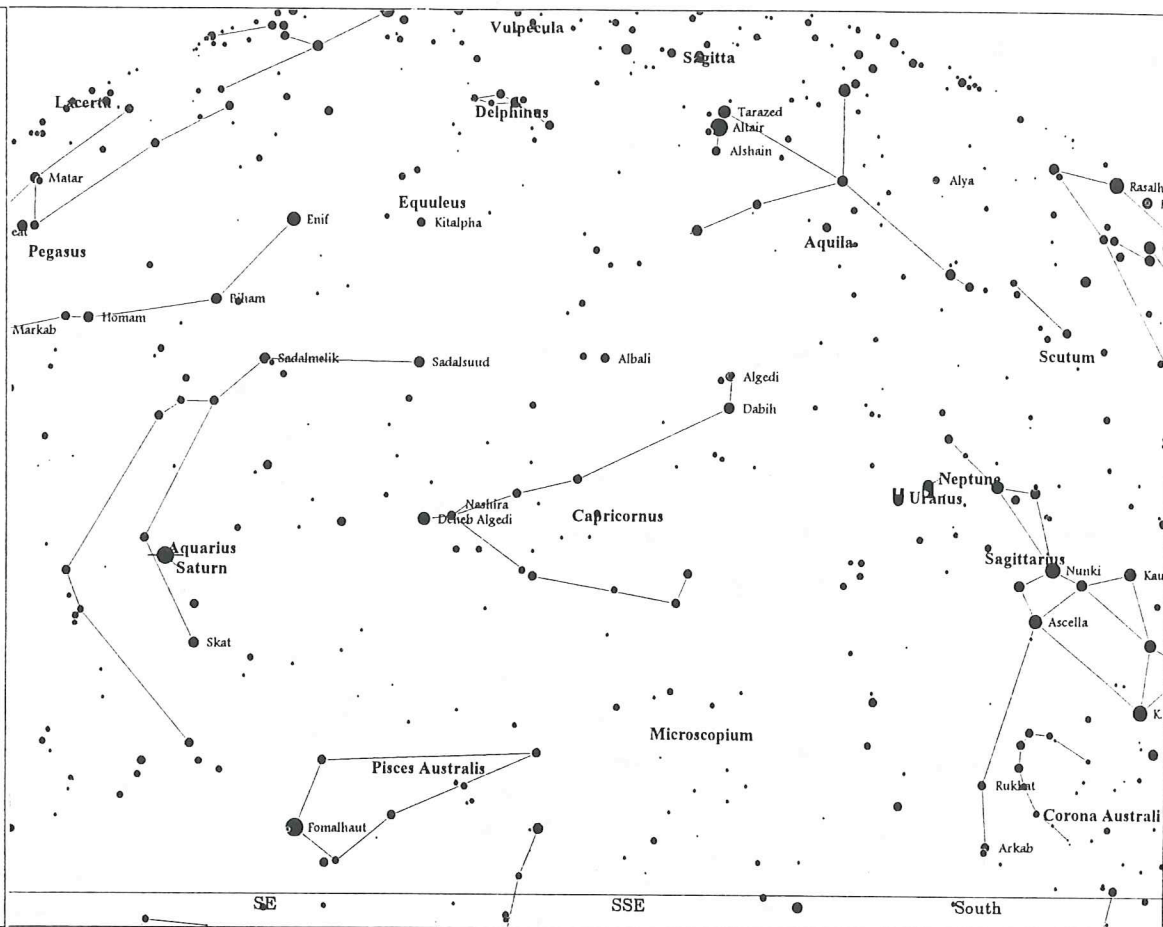 Vulpecula
Sagitta
Lacerta
Delphinus
Tarazed
Altair
Alshain
Matar
Alya
Rasalh
Equuleus
Enif
Kitalpha
Pegasus
Aquila
Biham
Markab
Homam
Sadalmelik
Sadalsuud
Albali
Scutum
Algedi
Dabih
Neptune
Uranus
Nashira
Deneb Algedi
Capricornus
Aquarius
Saturn
Sagittarius
Nunki
Kau
Ascella
Skat
K
Microscopium
Pisces Australis
Rukbat
Corona Australi
Fomalhaut
Arkab
SE
SSE
South